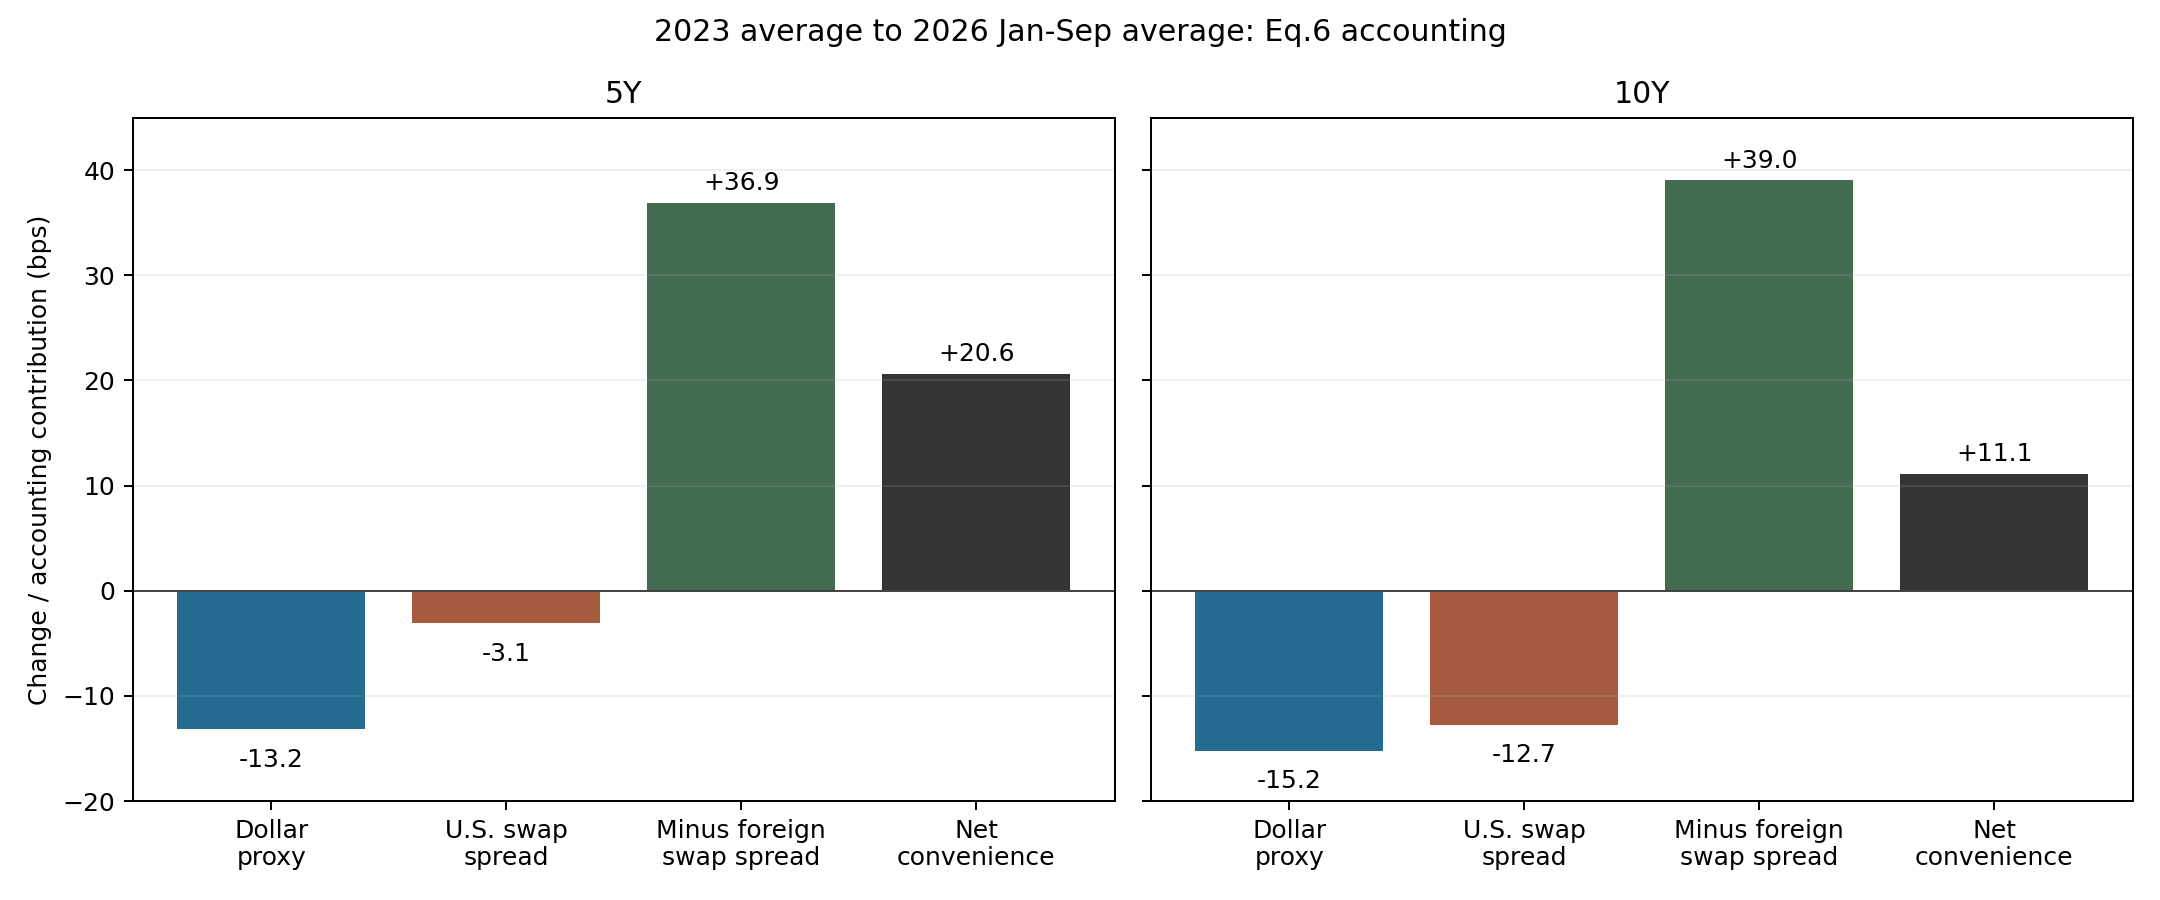 2023 average to 2026 Jan-Sep average: Eq.6 accounting
5Y
10Y
Change / accounting contribution (bps)
40
30
20
10
0
−10
−20
-13.2
-3.1
+36.9
+20.6
-15.2
-12.7
+39.0
+11.1
Dollar
proxy
U.S. swap
spread
Minus foreign
swap spread
Net
convenience
Dollar
proxy
U.S. swap
spread
Minus foreign
swap spread
Net
convenience